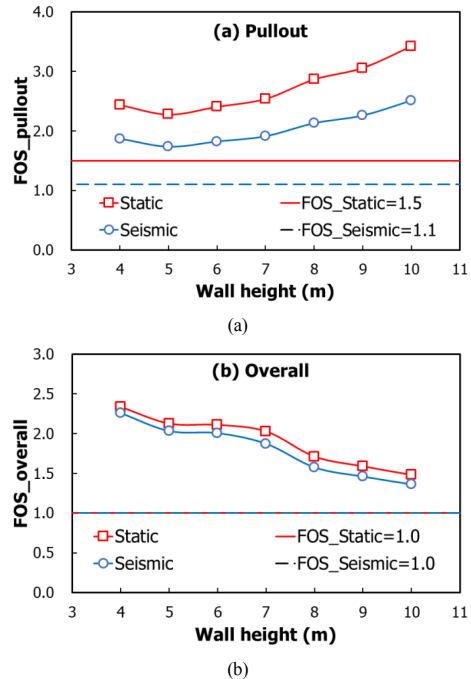 (a) Pullout
FOS_pullout
4.0
3.0
2.0
1.0
0.0
Static
FOS_Static=1.5
Seismic
FOS_Seismic=1.1
3 4 5 6 7 8 9 10 11
Wall height (m)
(a)
(b) Overall
FOS_overall
3.0
2.5
2.0
1.5
1.0
0.5
0.0
Static
FOS_Static=1.0
Seismic
FOS_Seismic=1.0
3 4 5 6 7 8 9 10 11
Wall height (m)
(b)